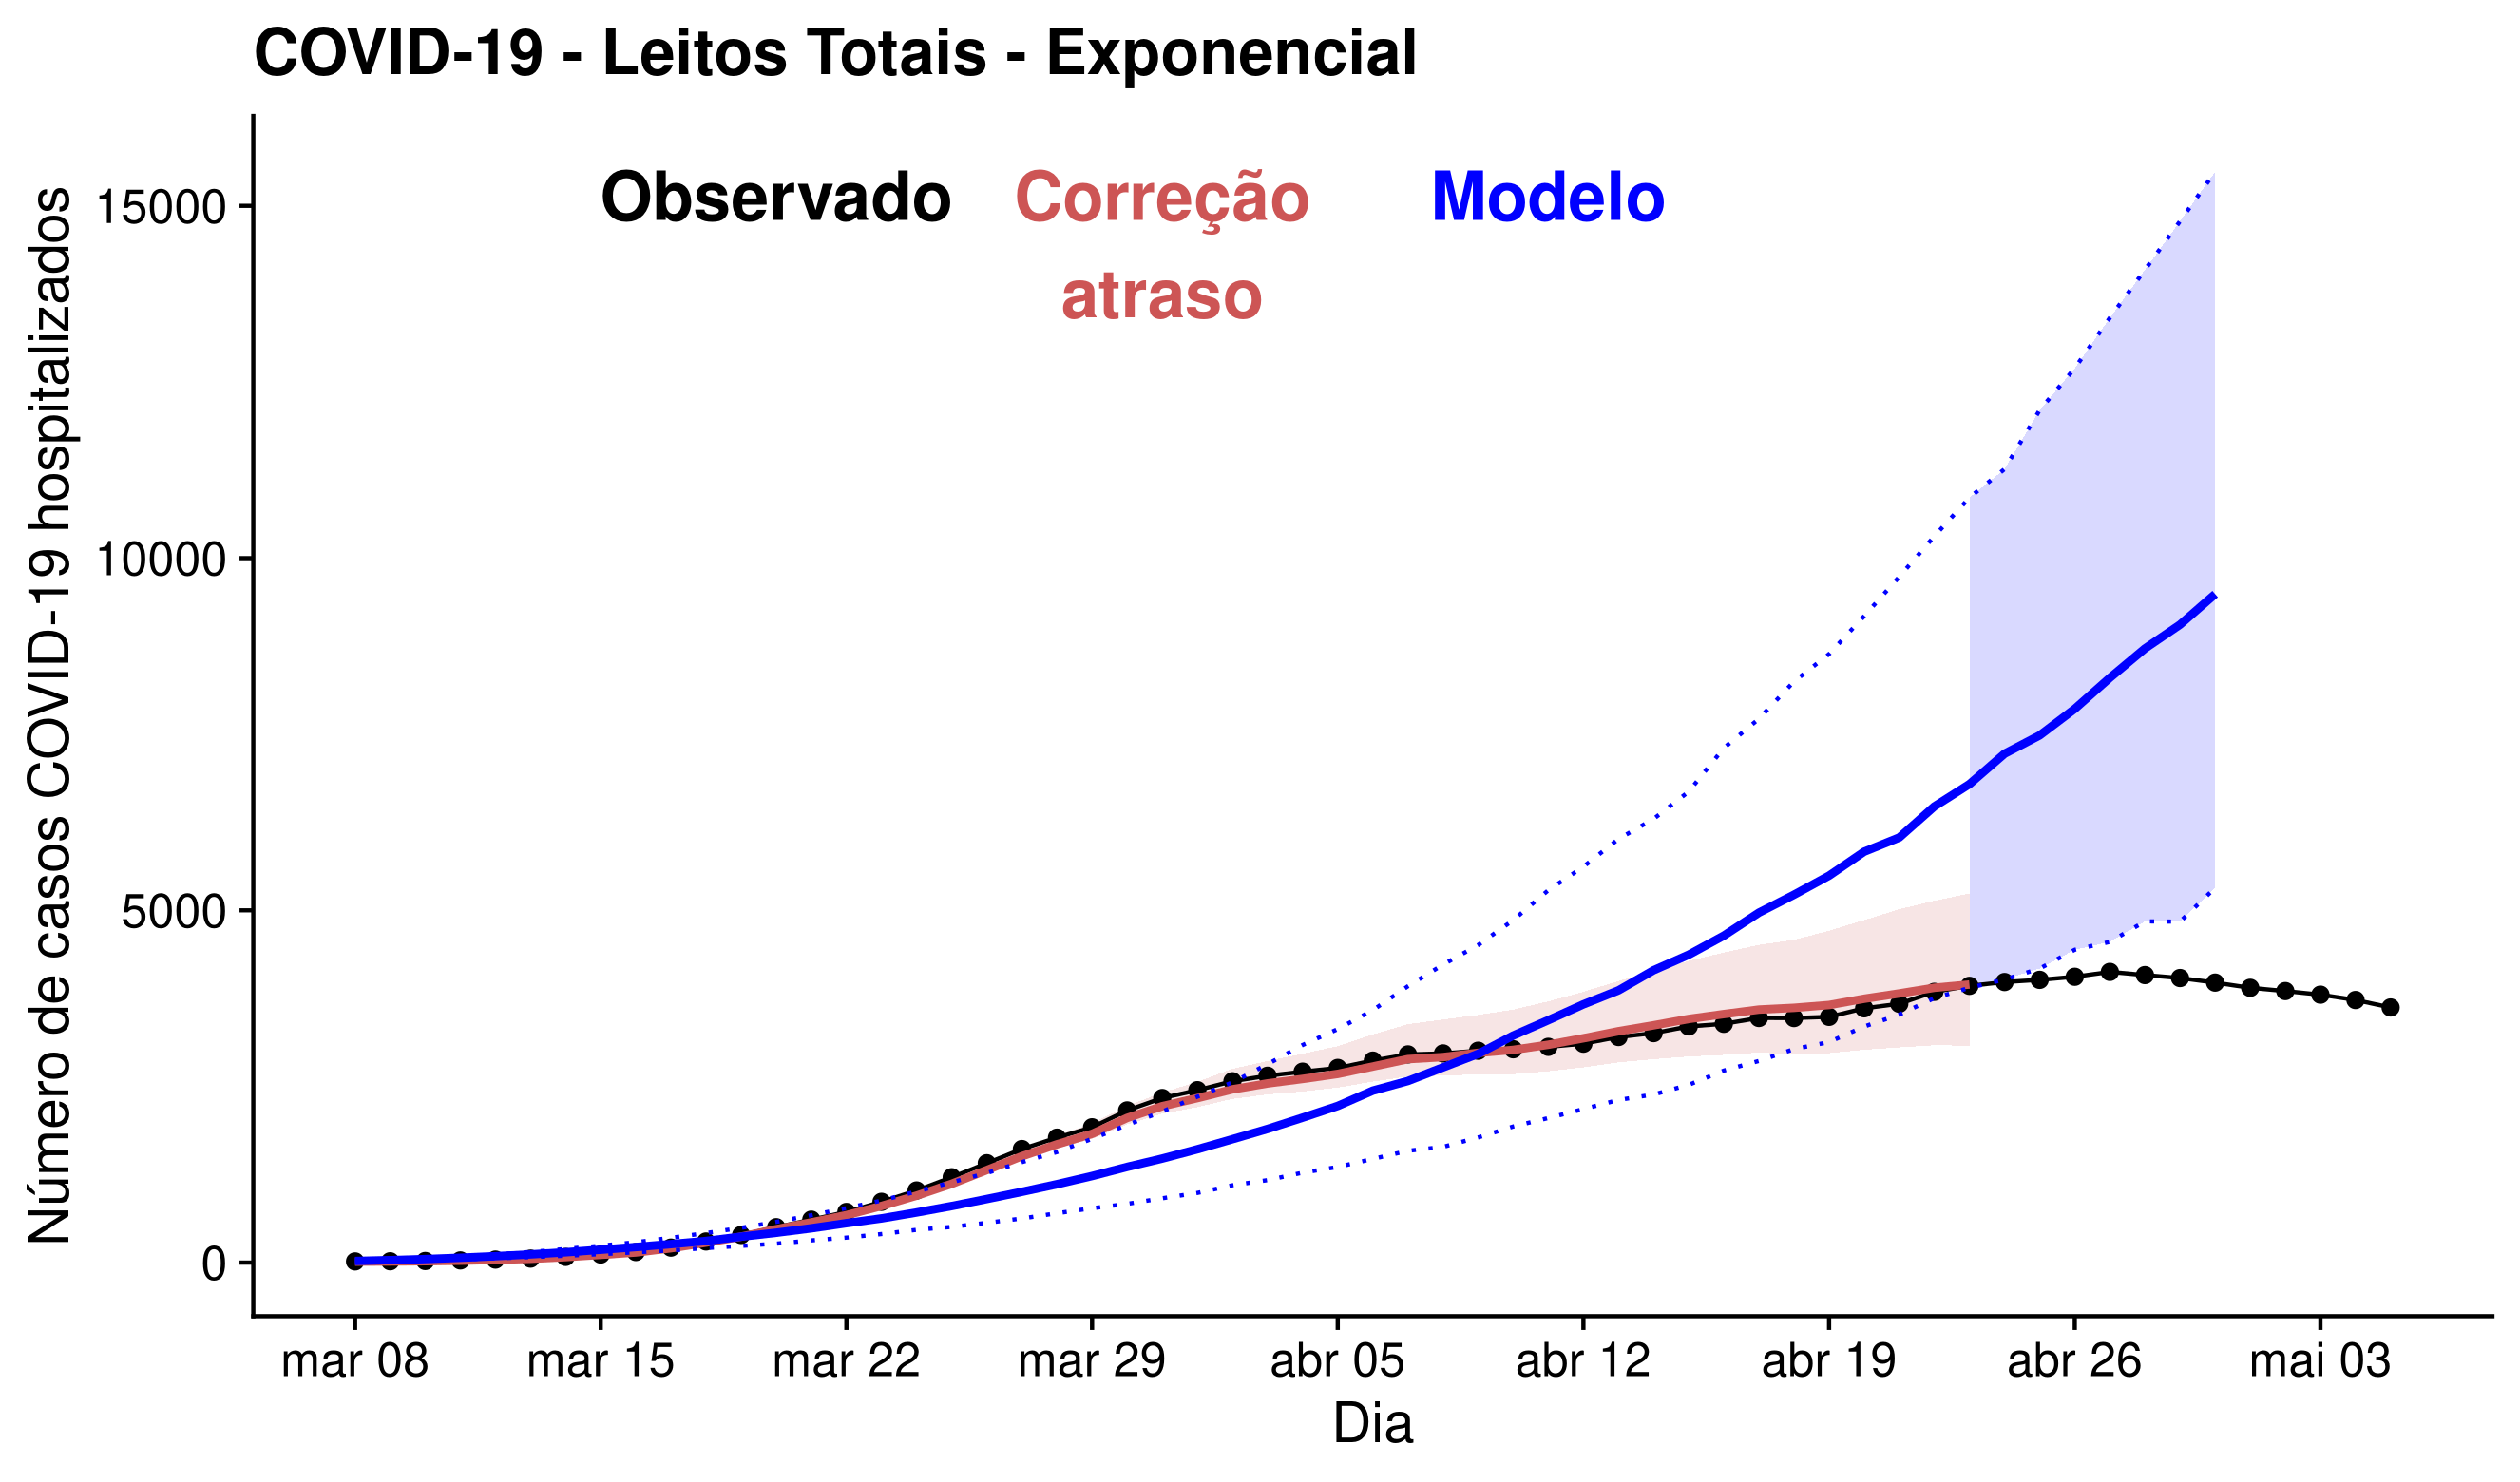 COVID-19 - Leitos Totais - Exponencial
Observado
Correção
atraso
Modelo
Número de casos COVID-19 hospitalizados
15000
10000
5000
0
mar 08
mar 15
mar 22
mar 29
abr 05
abr 12
abr 19
abr 26
mai 03
Dia